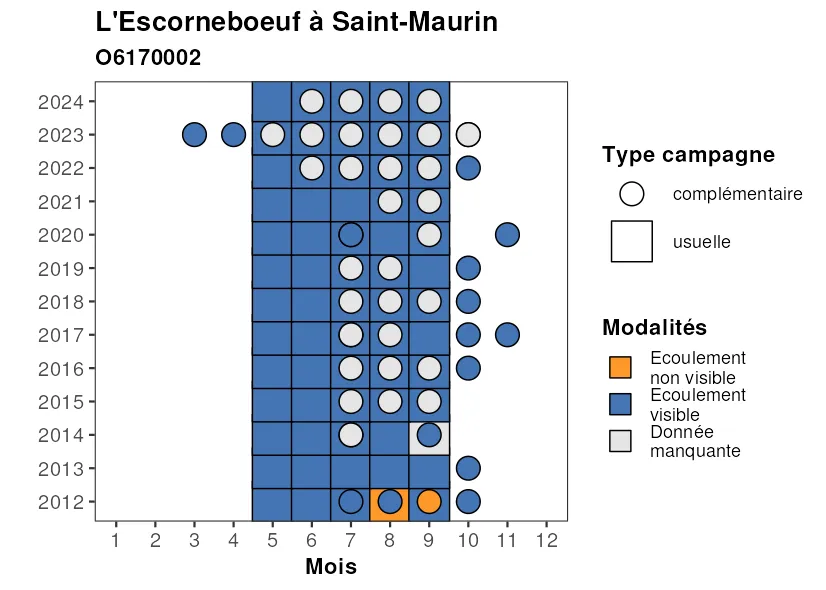 L'Escorneboeuf à Saint-Maurin
O6170002
2024
2023
2022
2021
2020
2019
2018
2017
2016
2015
2014
2013
2012
1 2 3 4 5 6 7 8 9 10 11 12
Mois
Type campagne
complémentaire
usuelle
Modalités
Ecoulement
non visible
Ecoulement
visible
Donnée
manquante